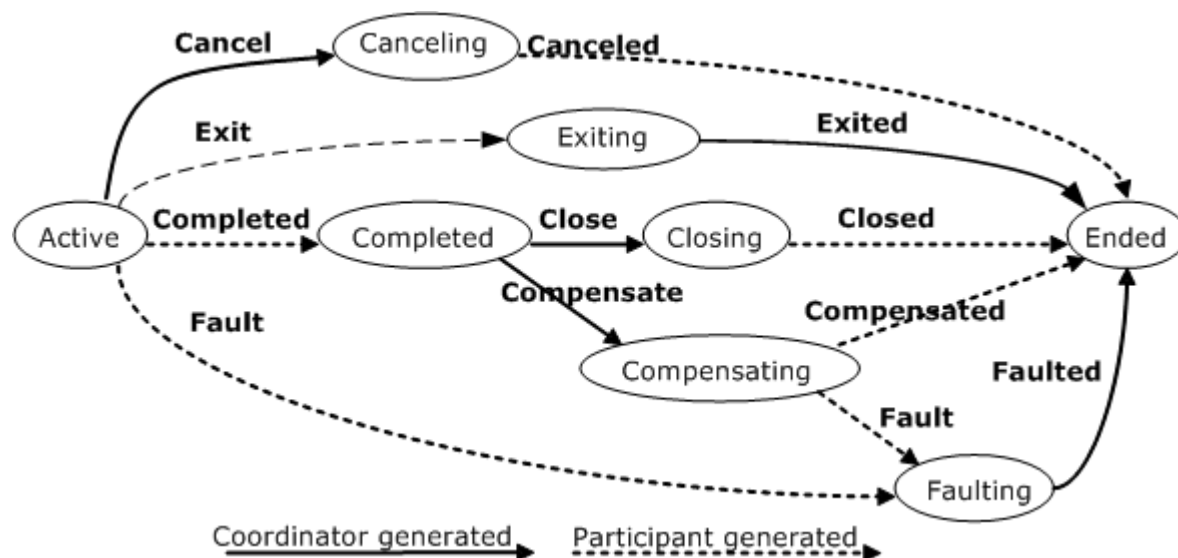 Cancel
Canceling
Canceled
Exit
Exiting
Exited
Active
Completed
Completed
Close
Closing
Closed
Ended
Compensate
Compensated
Fault
Compensating
Faulted
Fault
Faulting
Coordinator generated
Participant generated